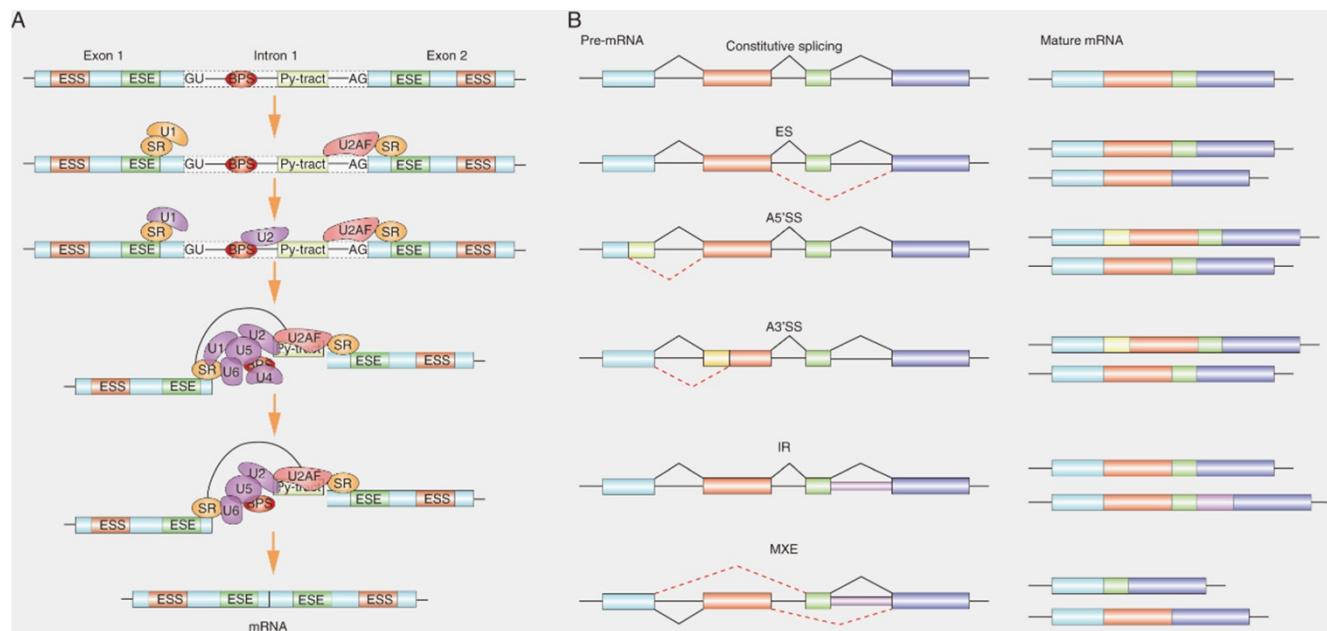 A
B
Exon 1 Intron 1 Exon 2
ESS ESE GU BPS Py-tract AG ESE ESS
U1
SR U2AF SR
ESS ESE GU BPS Py-tract AG ESE ESS
U1
SR U2 U2AF SR
ESS ESE GU BPS Py-tract AG ESE ESS
U1 U5 U2 U2AF SR
SR U6 BPS U4 Py-tract
ESE ESS
ESS ESE
U2 U2AF SR
U5 Py-tract
SR U6 BPS
ESE ESS
ESS ESE
ESS ESE ESE ESS
mRNA
Pre-mRNA Constitutive splicing Mature mRNA
ES
A5'SS
A3'SS
IR
MXE